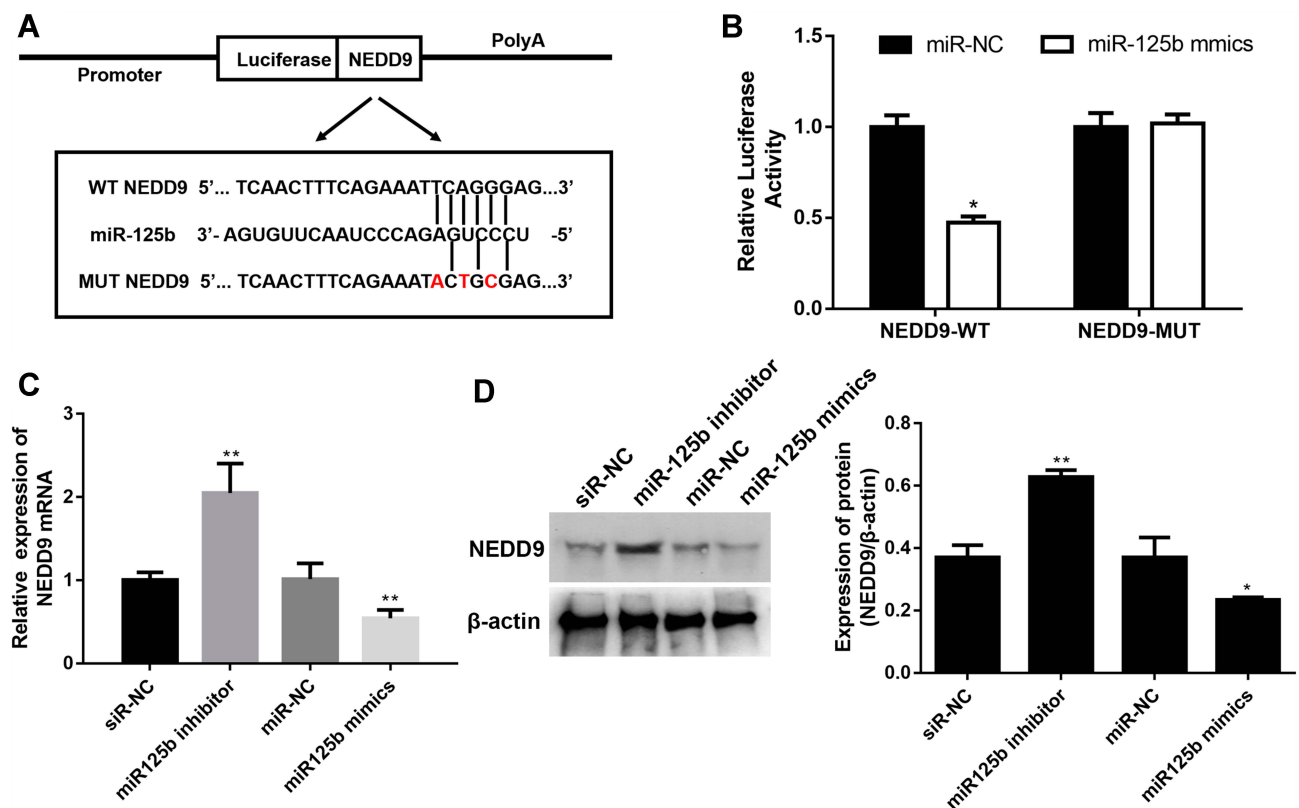 A
Promoter
Luciferase
NEDD9
PolyA
WT NEDD9 5’... TCAACTTTCAGAAATTCAGGGAG...3’
miR-125b 3’- AGUGUUCAAUCCCAGAGUCCCU -5’
MUT NEDD9 5’... TCAACTTTCAGAAATACTGCGAG...3’
B
miR-NC
miR-125b mmics
Relative Luciferase
Activity
1.5
1.0
0.5
0.0
*
NEDD9-WT
NEDD9-MUT
C
Relative expression of
NEDD9 mRNA
3
2
1
0
**
**
siR-NC
miR125b inhibitor
miR-NC
miR125b mimics
D
siR-NC
miR-125b inhibitor
miR-NC
miR-125b mimics
NEDD9
β-actin
Expression of protein
(NEDD9/β-actin)
0.8
0.6
0.4
0.2
0.0
**
*
siR-NC
miR125b inhibitor
miR-NC
miR125b mimics